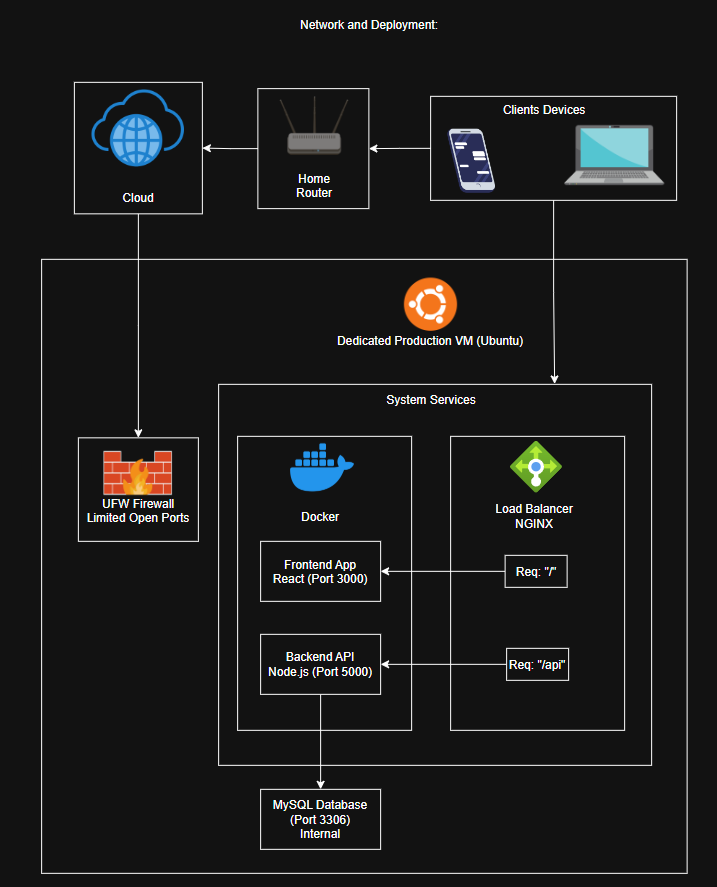 Network and Deployment:
Cloud
Home
Router
Clients Devices
Dedicated Production VM (Ubuntu)
System Services
UFW Firewall
Limited Open Ports
Docker
Load Balancer
NGINX
Frontend App
React (Port 3000)
Req: "/"
Backend API
Node.js (Port 5000)
Req: "/api"
MySQL Database
(Port 3306)
Internal